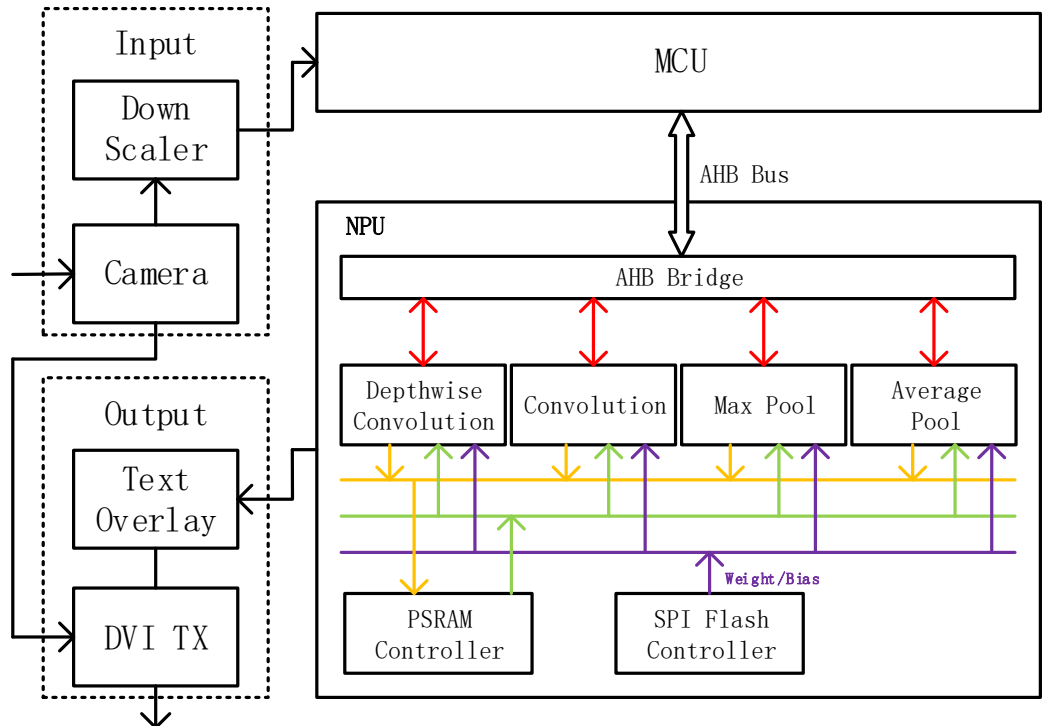 Input
Down
Scaler
Camera
MCU
AHB Bus
NPU
AHB Bridge
Depthwise
Convolution
Convolution
Max Pool
Average
Pool
Weight/Bias
PSRAM
Controller
SPI Flash
Controller
Output
Text
Overlay
DVI TX